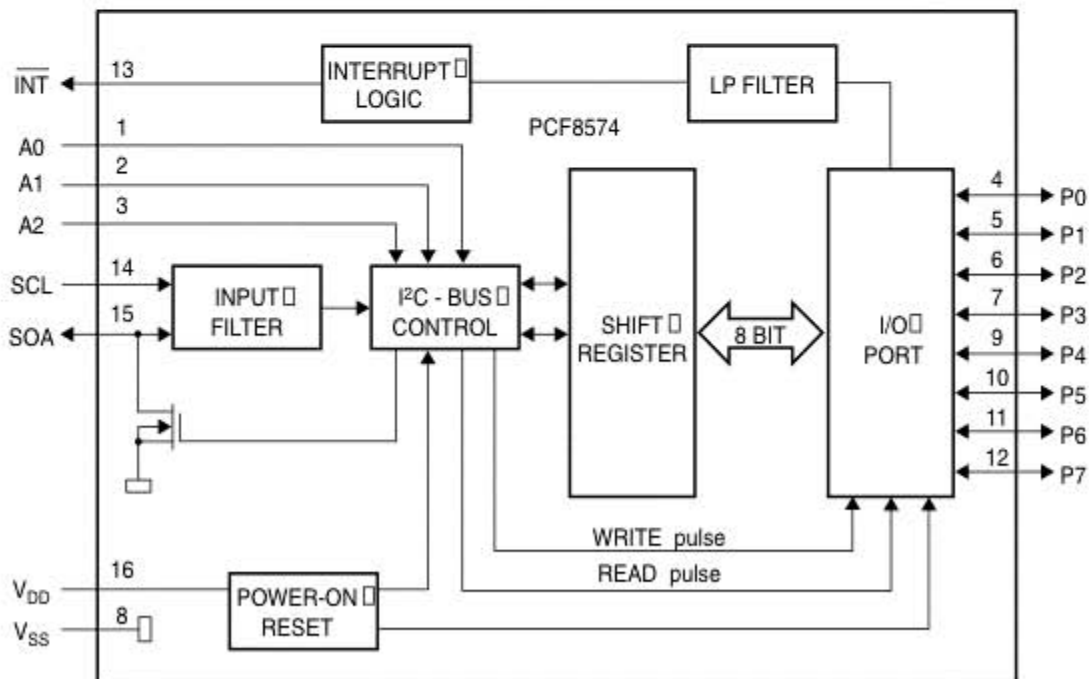 INT
13
INTERRUPT
LOGIC
LP FILTER
PCF8574
A0
1
A1
2
A2
3
SCL
14
SOA
15
INPUT
FILTER
I²C - BUS
CONTROL
SHIFT
REGISTER
8 BIT
I/O
PORT
4
P0
5
P1
6
P2
7
P3
9
P4
10
P5
11
P6
12
P7
WRITE pulse
READ pulse
VDD
16
VSS
8
POWER-ON
RESET